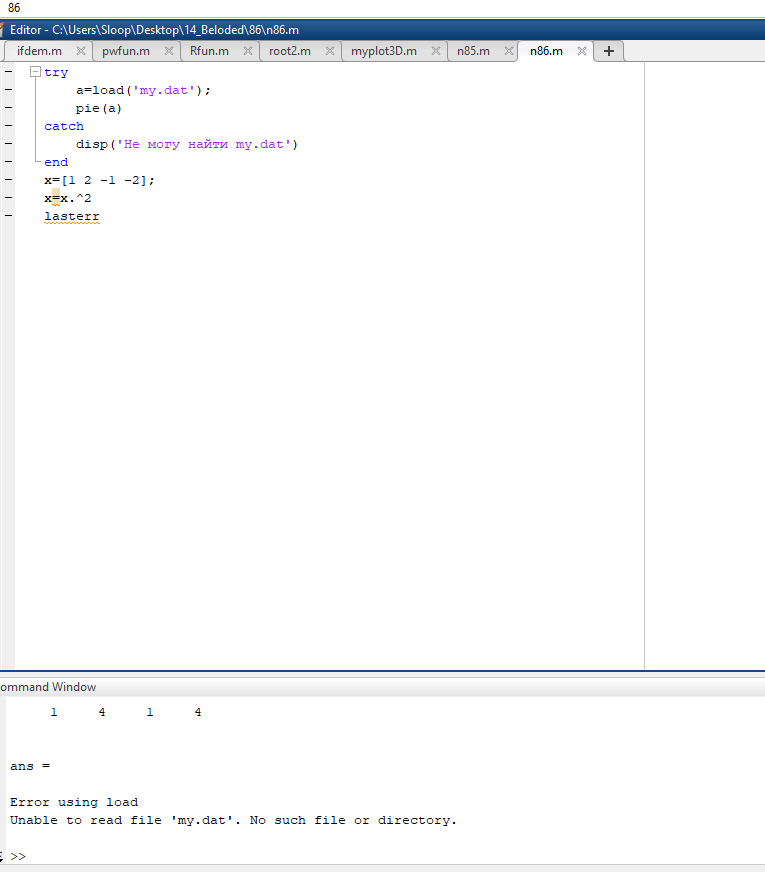 86
Editor - C:\Users\Sloop\Desktop\14_Beloded\86\n86.m
ifdem.m pwfun.m Rfun.m root2.m myplot3D.m n85.m n86.m +
try
a=load('my.dat');
pie(a)
catch
disp('Не могу найти my.dat')
end
x=[1 2 -1 -2];
x=x.^2
lasterr
ommand Window
1 4 1 4
ans =
Error using load
Unable to read file 'my.dat'. No such file or directory.
>>